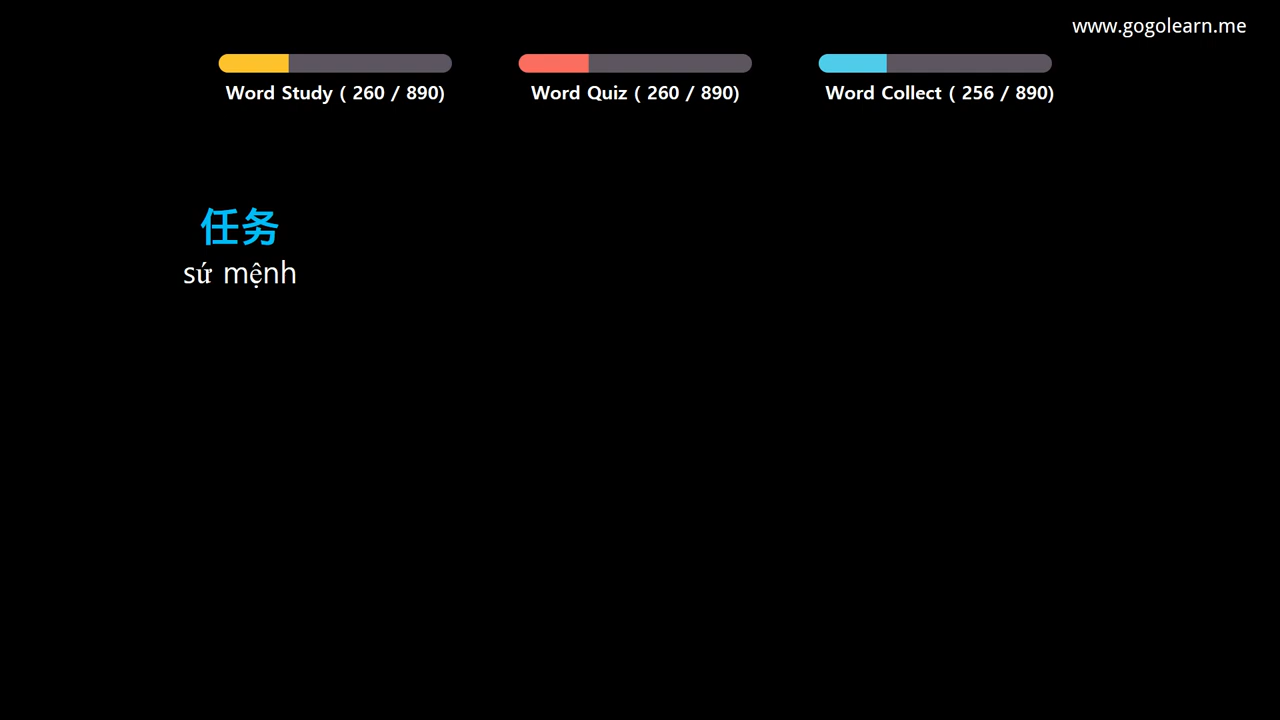 www.gogolearn.me
Word Study ( 260 / 890)
Word Quiz ( 260 / 890)
Word Collect ( 256 / 890)
任务
sứ mệnh